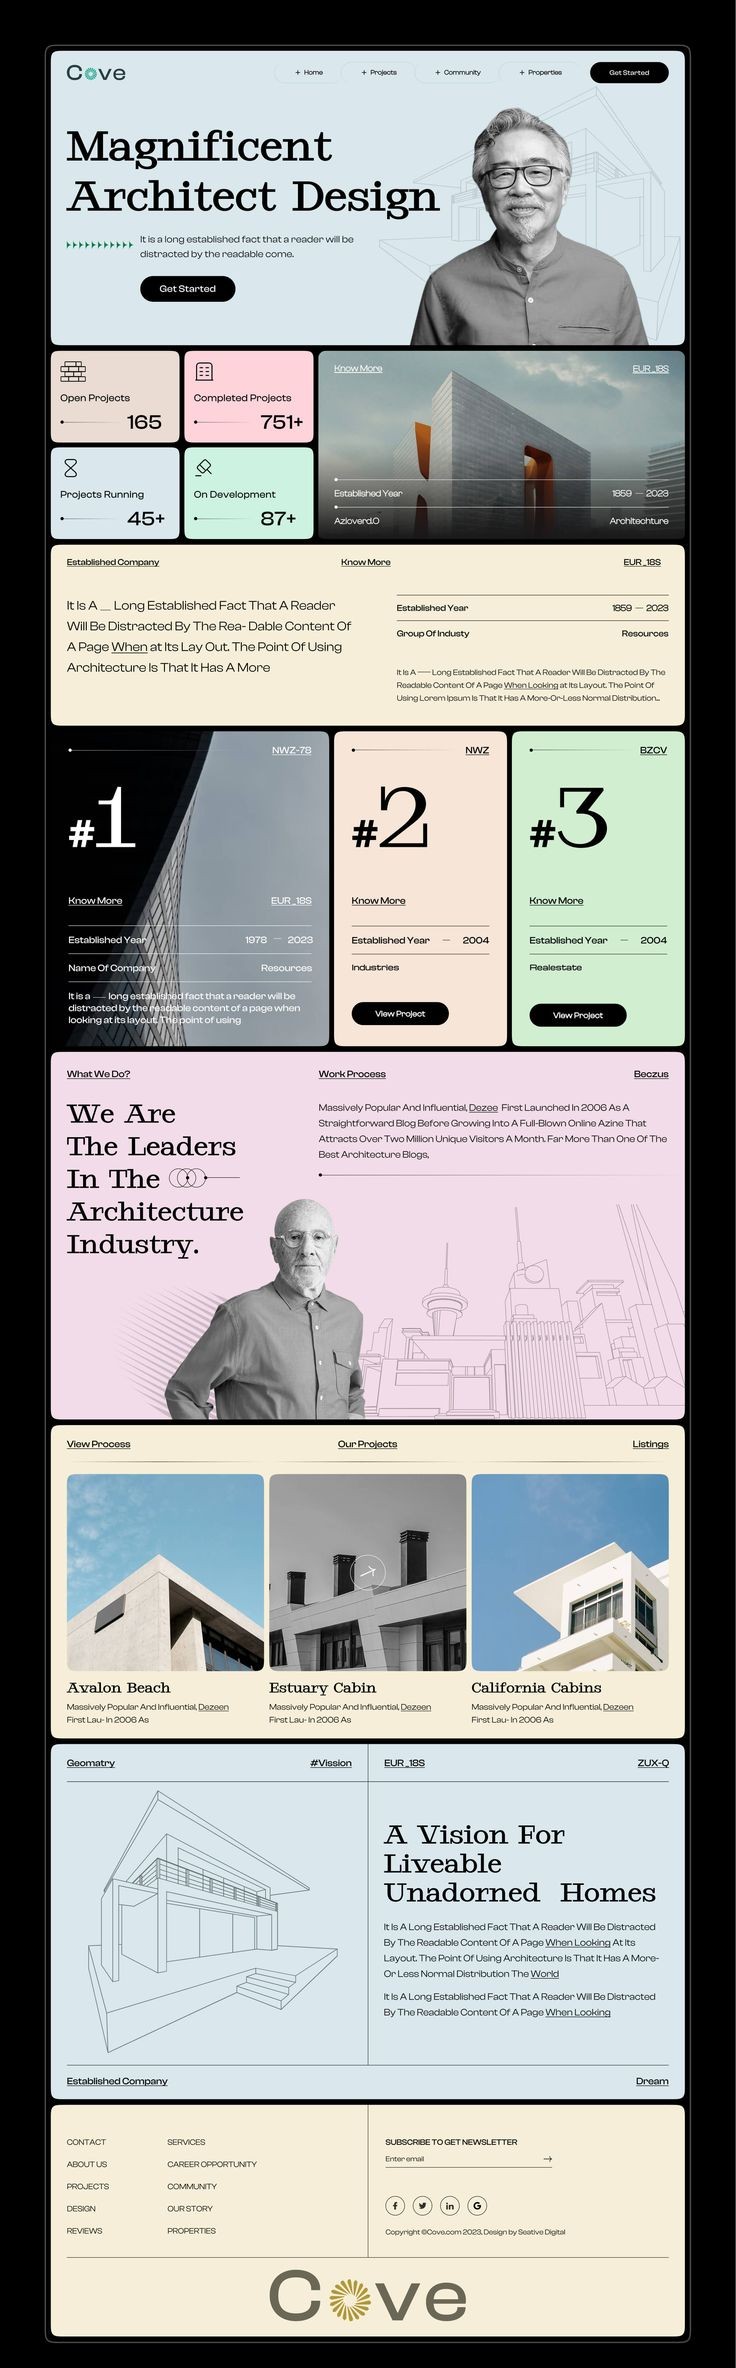 Cove
+ Home
+ Projects
+ Community
+ Properties
Get Started
Magnificent
Architect Design
It is a long established fact that a reader will be
distracted by the readable come.
Get Started
Open Projects
165
Completed Projects
751+
Projects Running
45+
On Development
87+
Know More
EUR_18S
Established Year
1859 — 2023
Azioverd.O
Architechture
Established Company
Know More
EUR_18S
It Is A __ Long Established Fact That A Reader
Will Be Distracted By The Rea- Dable Content Of
A Page When at Its Lay Out. The Point Of Using
Architecture Is That It Has A More
Established Year
1859 — 2023
Group Of Industy
Resources
It Is A — Long Established Fact That A Reader Will Be Distracted By The
Readable Content Of A Page When Looking at Its Layout. The Point Of
Using Lorem Ipsum Is That It Has A More-Or-Less Normal Distribution...
NWZ-78
#1
Know More
EUR_18S
Established Year
1978 — 2023
Name Of Company
Resources
It is a — long established fact that a reader will be
distracted by the readable content of a page when
looking at its layout. The point of using
NWZ
#2
Know More
Established Year — 2004
Industries
View Project
BZCV
#3
Know More
Established Year — 2004
Realestate
View Project
What We Do?
Work Process
Beczus
We Are
The Leaders
In The
Architecture
Industry.
Massively Popular And Influential, Dezee First Launched In 2006 As A
Straightforward Blog Before Growing Into A Full-Blown Online Azine That
Attracts Over Two Million Unique Visitors A Month. Far More Than One Of The
Best Architecture Blogs,
View Process
Our Projects
Listings
Avalon Beach
Massively Popular And Influential, Dezeen
First Lau- In 2006 As
Estuary Cabin
Massively Popular And Influential, Dezeen
First Lau- In 2006 As
California Cabins
Massively Popular And Influential, Dezeen
First Lau- In 2006 As
Geomatry
#Vission
EUR_18S
ZUX-Q
A Vision For
Liveable
Unadorned Homes
It Is A Long Established Fact That A Reader Will Be Distracted
By The Readable Content Of A Page When Looking At Its
Layout. The Point Of Using Architecture Is That It Has A More-
Or Less Normal Distribution The World
It Is A Long Established Fact That A Reader Will Be Distracted
By The Readable Content Of A Page When Looking
Established Company
Dream
CONTACT
ABOUT US
PROJECTS
DESIGN
REVIEWS
SERVICES
CAREER OPPORTUNITY
COMMUNITY
OUR STORY
PROPERTIES
SUBSCRIBE TO GET NEWSLETTER
Enter email
Copyright ©Cove.com 2023, Design by Seative Digital
Cove